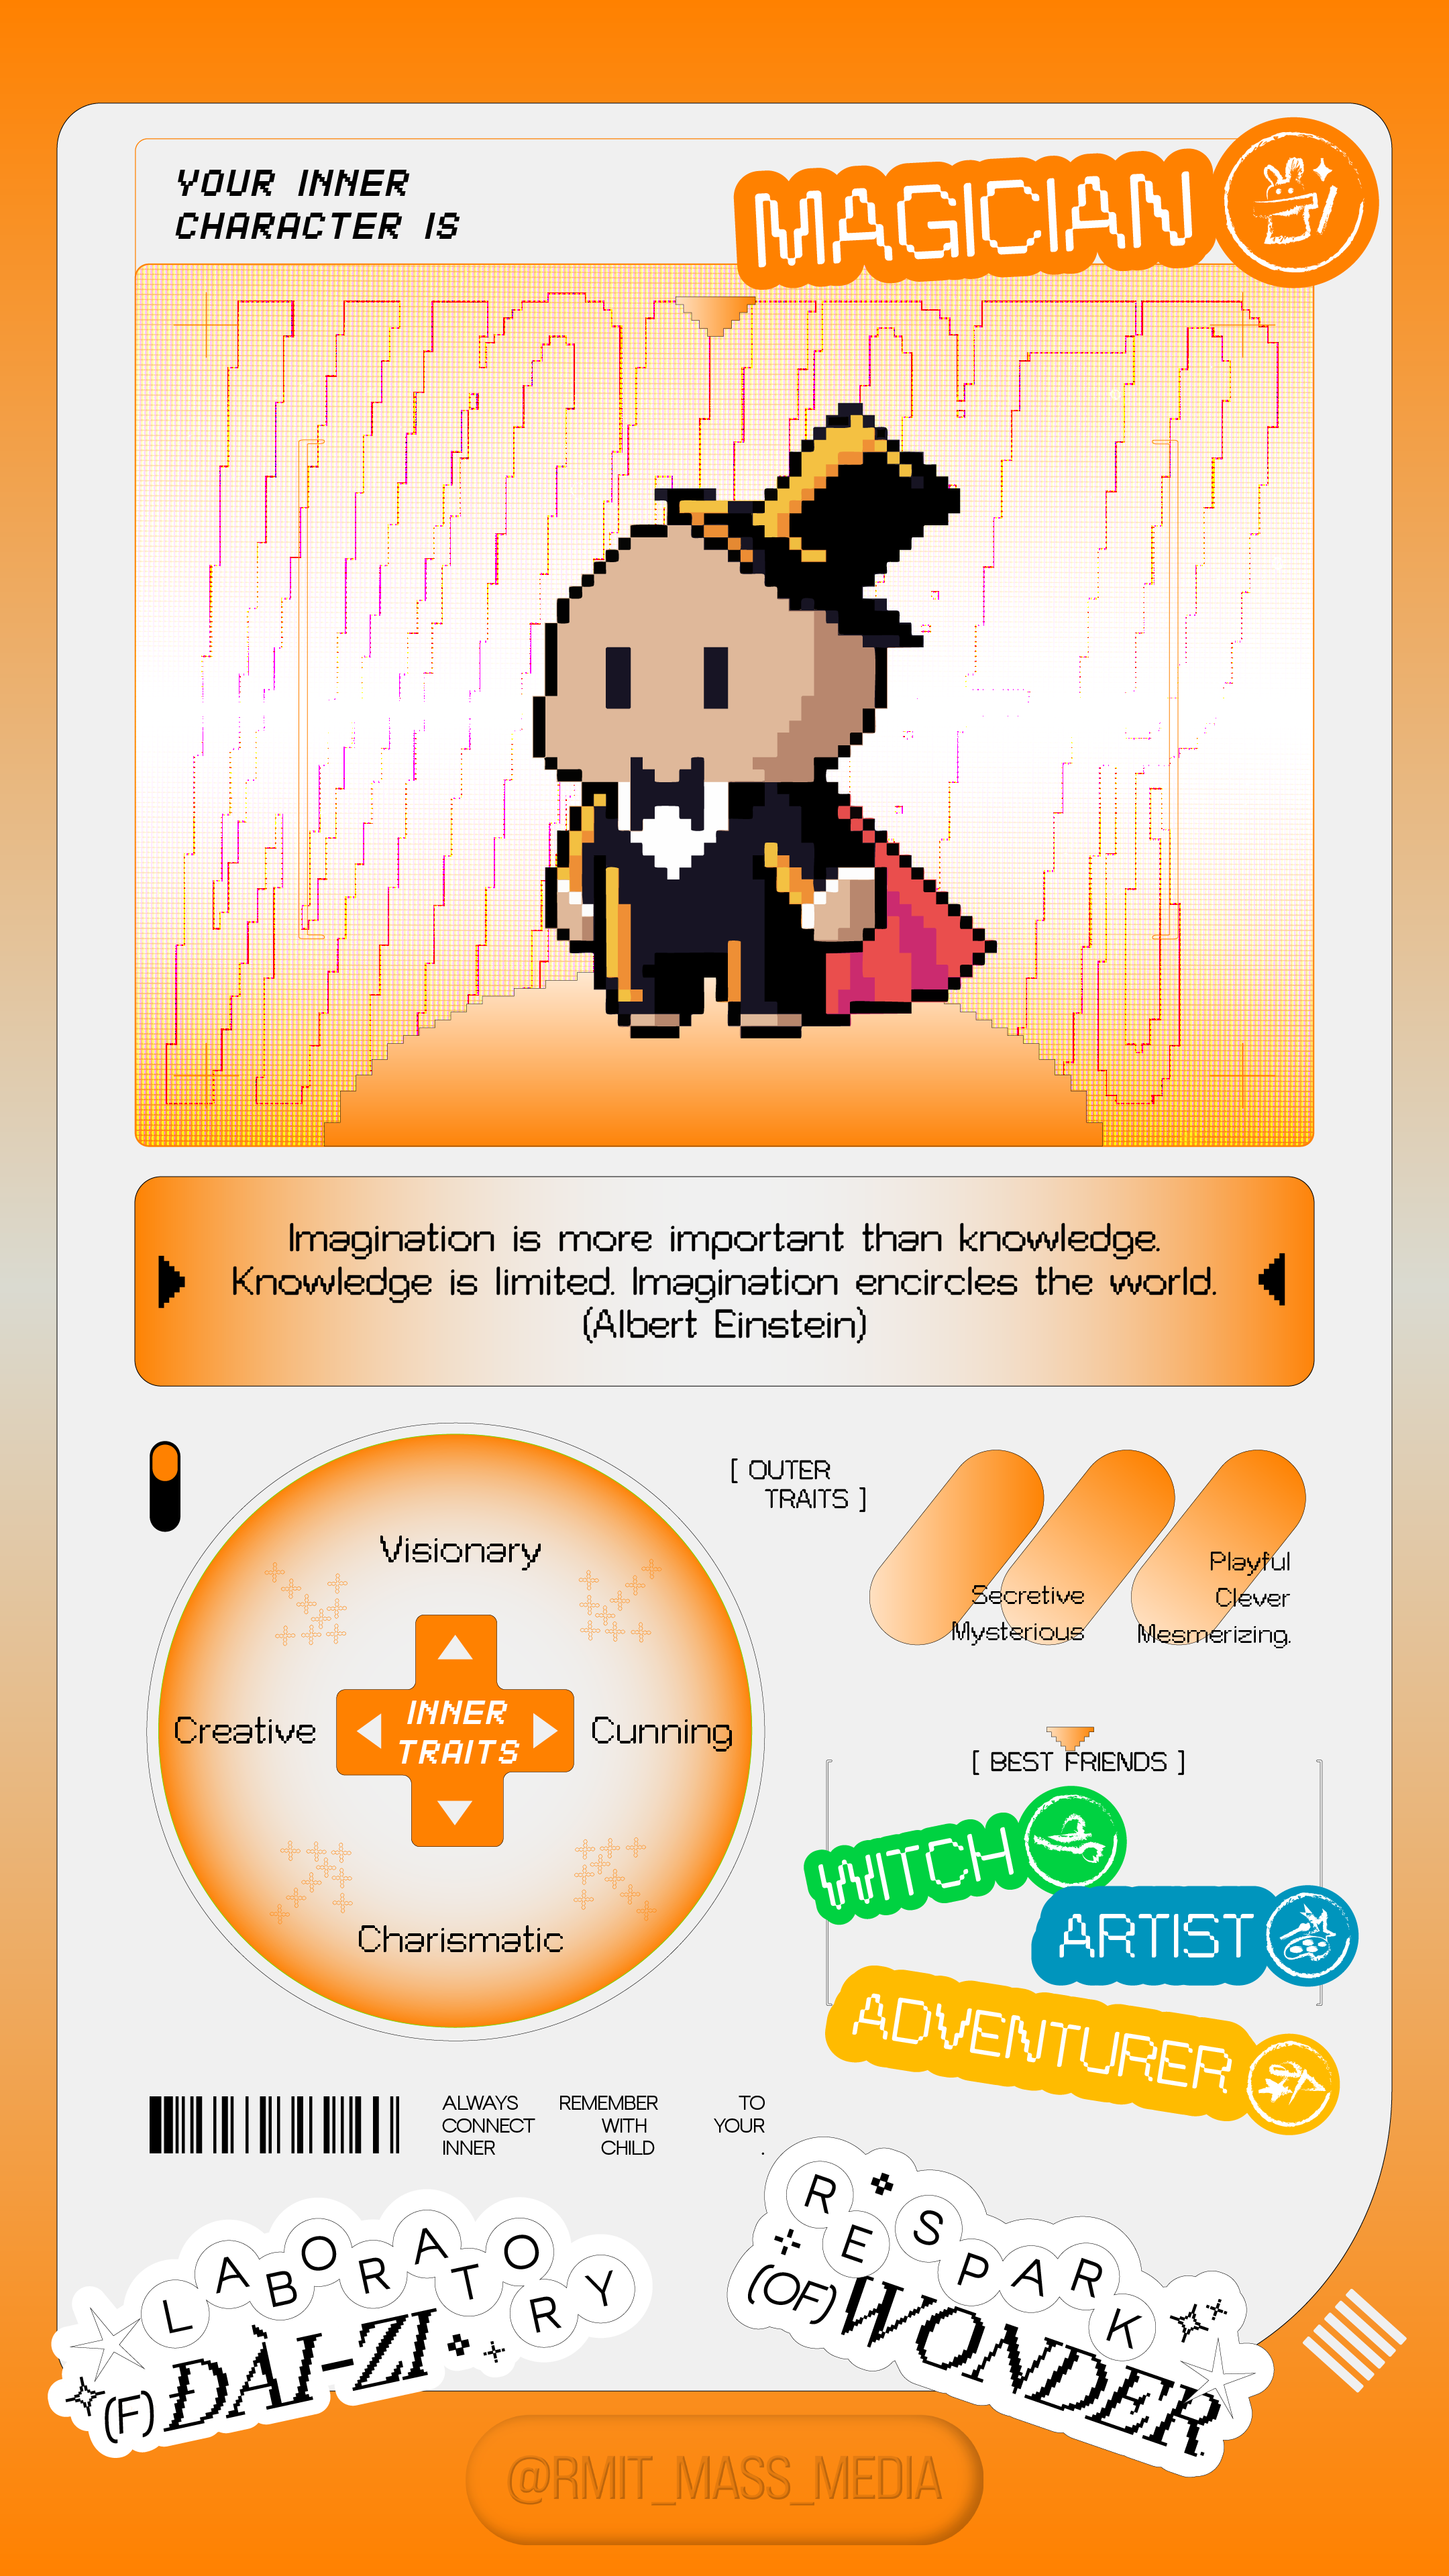 YOUR INNER
CHARACTER IS
MAGICIAN
Imagination is more important than knowledge.
Knowledge is limited. Imagination encircles the world.
(Albert Einstein)
Visionary
Creative
INNER
TRAITS
Cunning
Charismatic
[ OUTER
TRAITS ]
Secretive
Mysterious
Playful
Clever
Mesmerizing.
[ BEST FRIENDS ]
WITCH
ARTIST
ADVENTURER
ALWAYS REMEMBER TO
CONNECT WITH YOUR
INNER CHILD .
LABORATORY
(F) ĐÀI-ZI
RESPARK
(OF) WONDER.
@RMIT_MASS_MEDIA